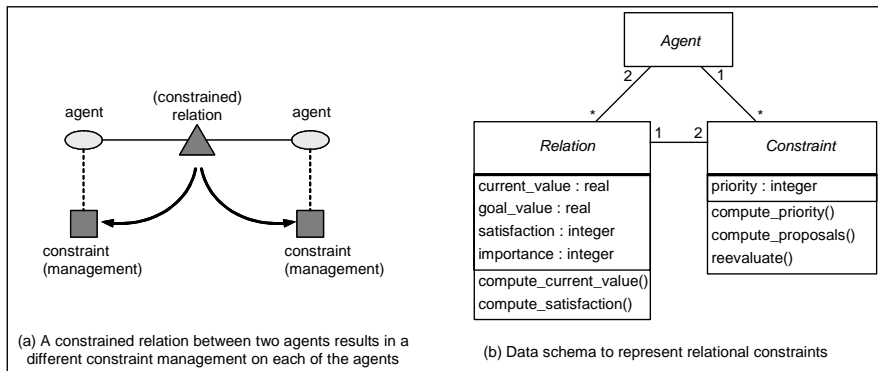 (constrained)
relation
agent
agent
constraint
(management)
constraint
(management)
(a) A constrained relation between two agents results in a
different constraint management on each of the agents
Agent
2
1
*
*
Relation
1
2
Constraint
current_value : real
goal_value : real
satisfaction : integer
importance : integer
compute_current_value()
compute_satisfaction()
priority : integer
compute_priority()
compute_proposals()
reevaluate()
(b) Data schema to represent relational constraints